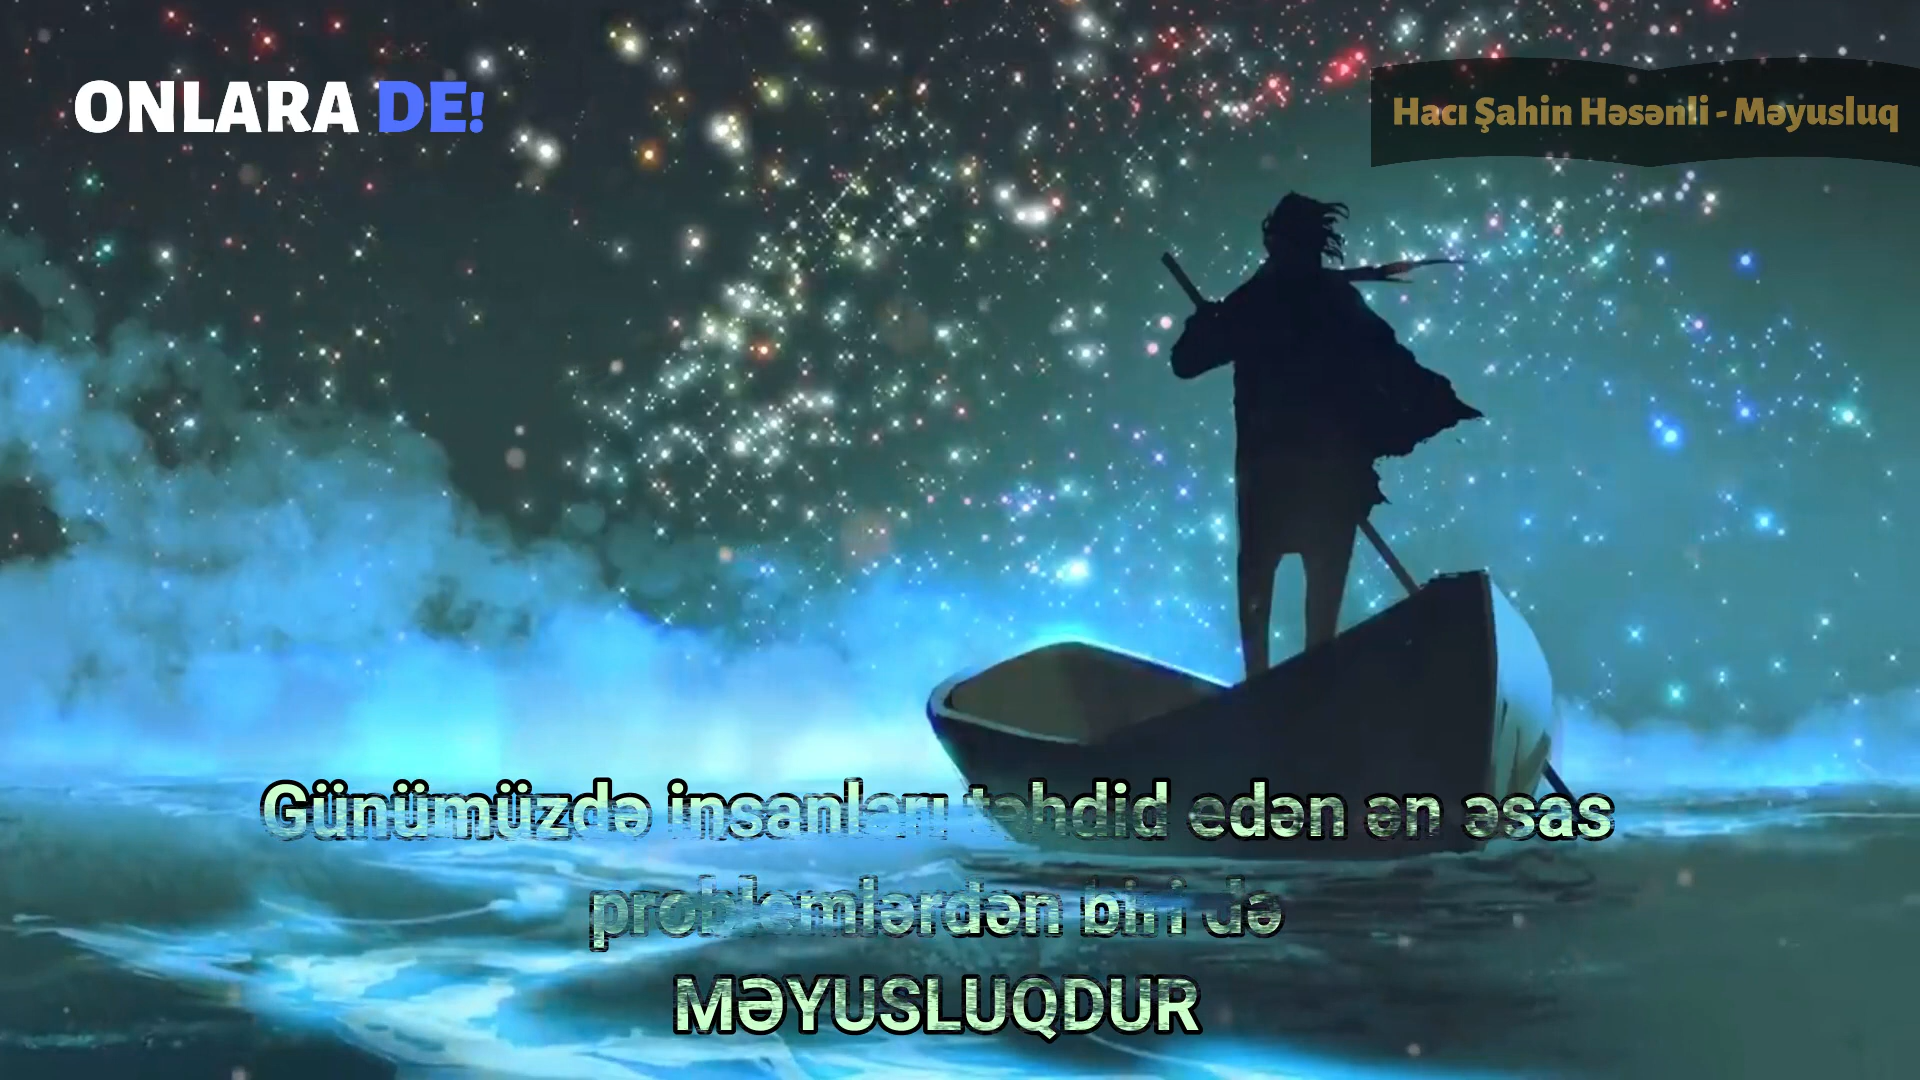 ONLARA DE!
Hacı Şahin Həsənli - Məyusluq
Günümüzdə insanları təhdid edən ən əsas
problemlərdən biri də
MƏYUSLUQDUR